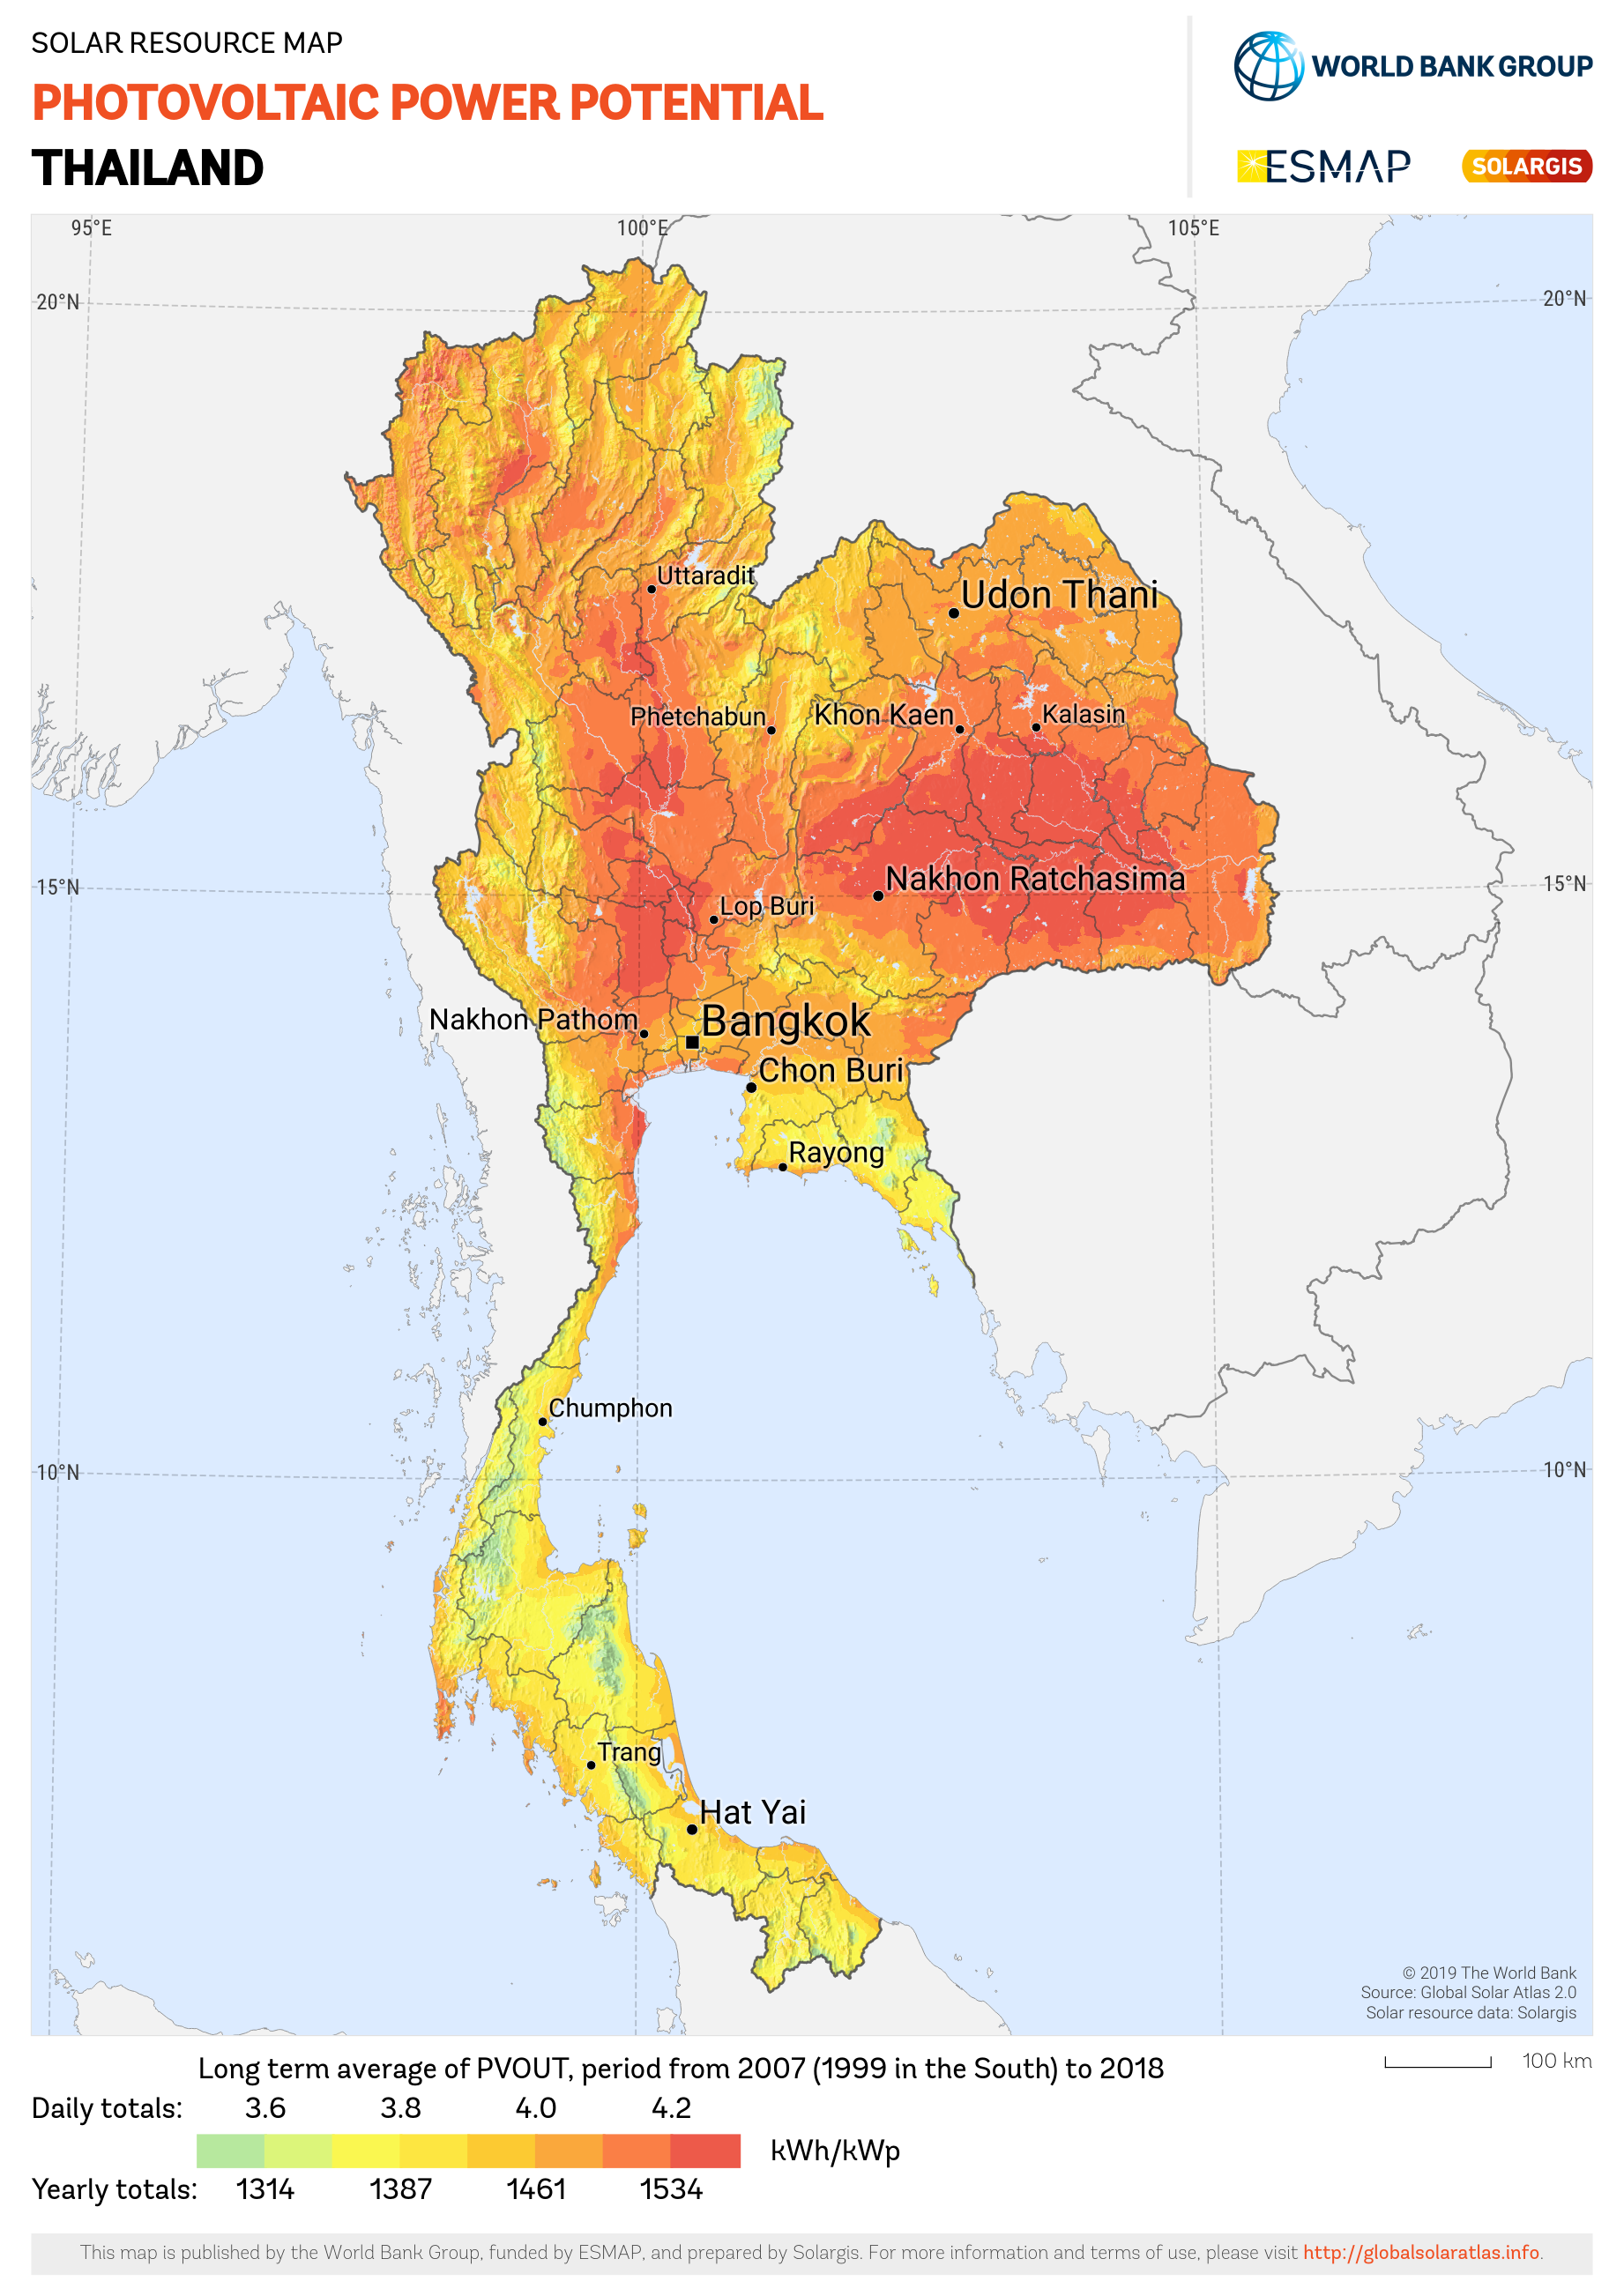 SOLAR RESOURCE MAP
PHOTOVOLTAIC POWER POTENTIAL
THAILAND
WORLD BANK GROUP
ESMAP
SOLARGIS
95°E
100°E
105°E
20°N
20°N
Uttaradit
Udon Thani
Phetchabun
Khon Kaen
Kalasin
15°N
Nakhon Ratchasima
15°N
Lop Buri
Nakhon Pathom
Bangkok
Chon Buri
Rayong
Chumphon
10°N
10°N
Trang
Hat Yai
© 2019 The World Bank
Source: Global Solar Atlas 2.0
Solar resource data: Solargis
Long term average of PVOUT, period from 2007 (1999 in the South) to 2018
100 km
Daily totals: 3.6 3.8 4.0 4.2
kWh/kWp
Yearly totals: 1314 1387 1461 1534
This map is published by the World Bank Group, funded by ESMAP, and prepared by Solargis. For more information and terms of use, please visit http://globalsolaratlas.info.